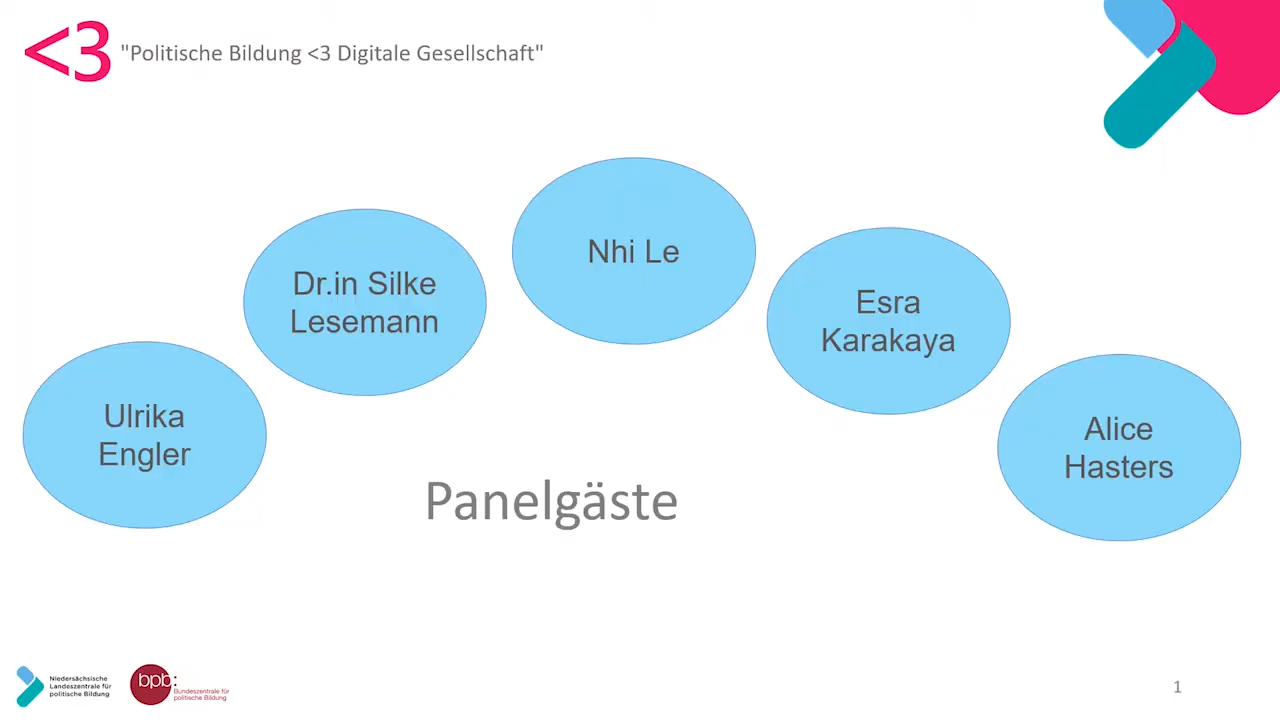 <3 "Politische Bildung <3 Digitale Gesellschaft"
Nhi Le
Dr.in Silke
Lesemann
Esra
Karakaya
Ulrika
Engler
Alice
Hasters
Panelgäste
Niedersächsische
Landeszentrale für
politische Bildung
bpb:
Bundeszentrale für
politische Bildung
1